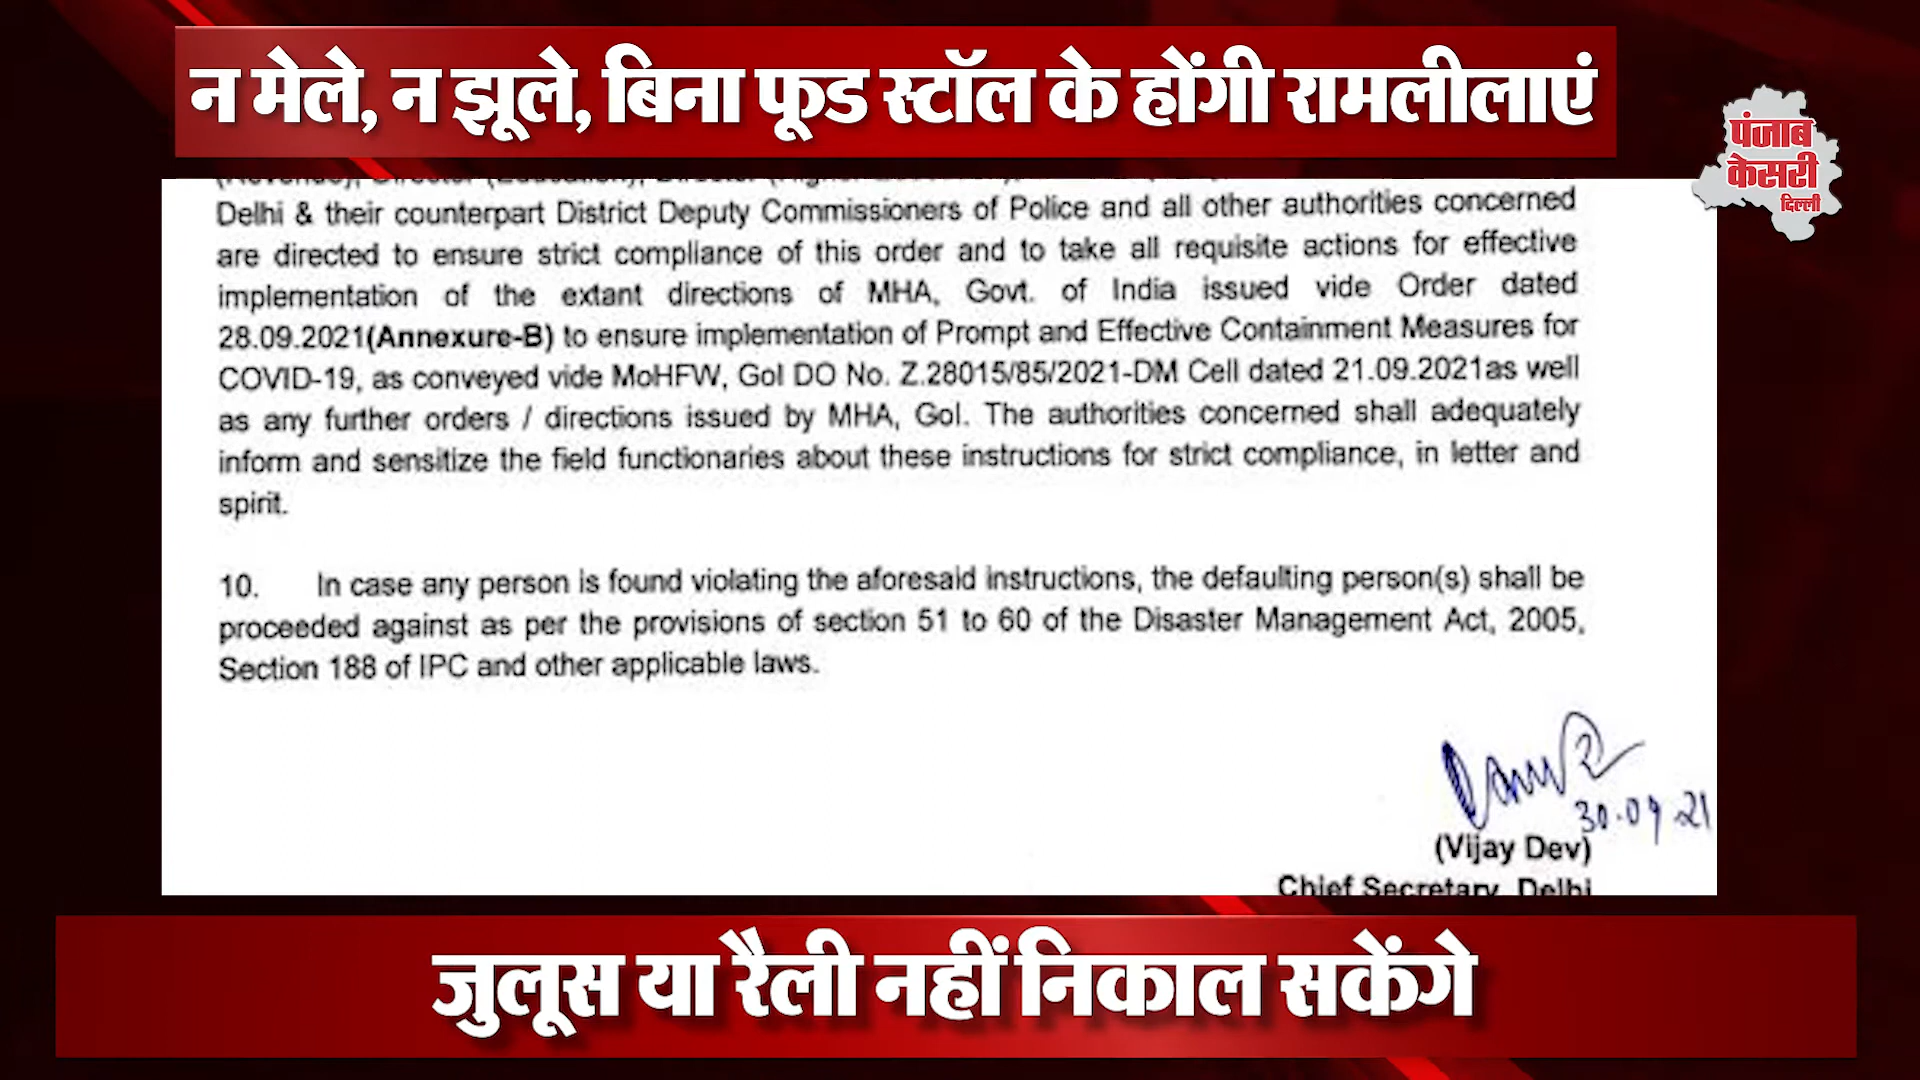 न मेले, न झूले, बिना फूड स्टॉल के होंगी रामलीलाएं
पंजाब
केसरी
दिल्ली
Delhi & their counterpart District Deputy Commissioners of Police and all other authorities concerned
are directed to ensure strict compliance of this order and to take all requisite actions for effective
implementation of the extant directions of MHA, Govt. of India issued vide Order dated
28.09.2021(Annexure-B) to ensure implementation of Prompt and Effective Containment Measures for
COVID-19, as conveyed vide MoHFW, GoI DO No. Z.28015/85/2021-DM Cell dated 21.09.2021as well
as any further orders / directions issued by MHA, GoI. The authorities concerned shall adequately
inform and sensitize the field functionaries about these instructions for strict compliance, in letter and
spirit.
10. In case any person is found violating the aforesaid instructions, the defaulting person(s) shall be
proceeded against as per the provisions of section 51 to 60 of the Disaster Management Act, 2005,
Section 188 of IPC and other applicable laws.
30.09.21
(Vijay Dev)
Chief Secretary, Delhi
जुलूस या रैली नहीं निकाल सकेंगे